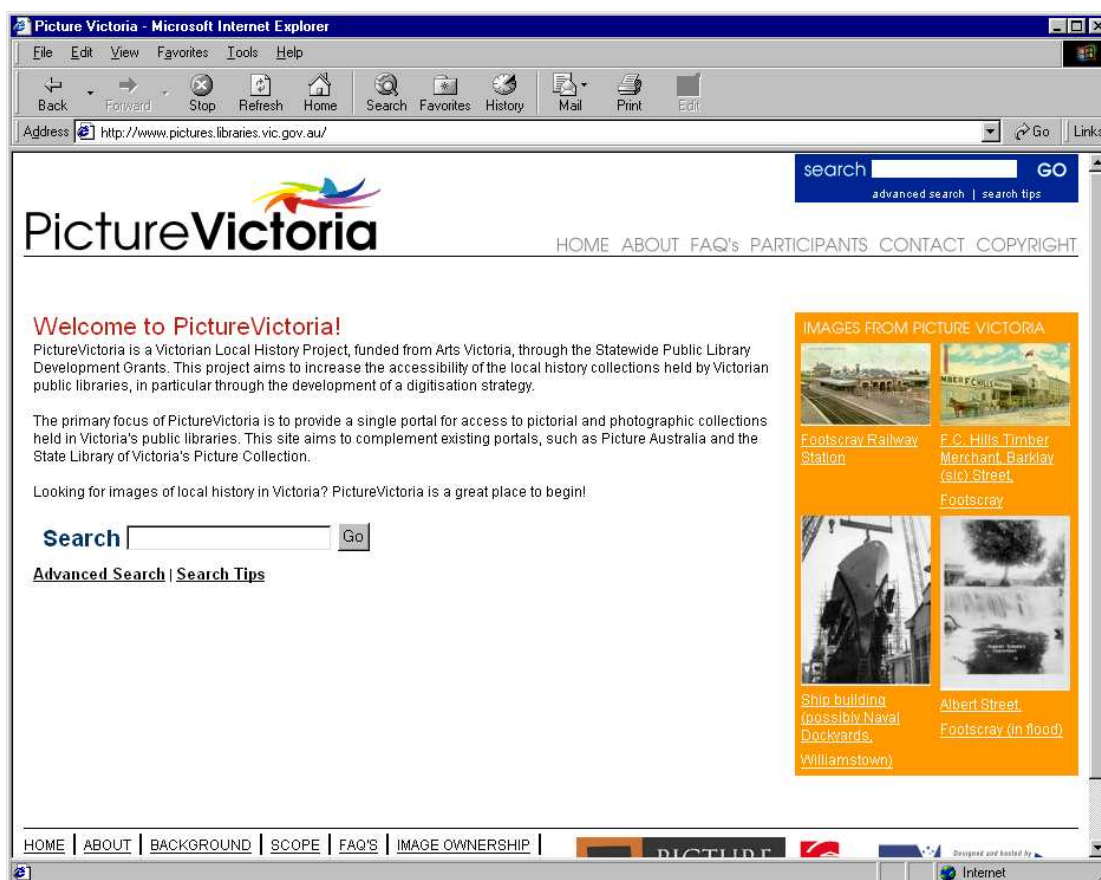 Picture Victoria - Microsoft Internet Explorer
File Edit View Favorites Tools Help
Back Forward Stop Refresh Home Search Favorites History Mail Print Edit
Address http://www.pictures.libraries.vic.gov.au/ Go Links
search GO
advanced search | search tips
PictureVictoria
HOME ABOUT FAQ's PARTICIPANTS CONTACT COPYRIGHT
Welcome to PictureVictoria!
PictureVictoria is a Victorian Local History Project, funded from Arts Victoria, through the Statewide Public Library
Development Grants. This project aims to increase the accessibility of the local history collections held by Victorian
public libraries, in particular through the development of a digitisation strategy.
The primary focus of PictureVictoria is to provide a single portal for access to pictorial and photographic collections
held in Victoria's public libraries. This site aims to complement existing portals, such as Picture Australia and the
State Library of Victoria's Picture Collection.
Looking for images of local history in Victoria? PictureVictoria is a great place to begin!
Search Go
Advanced Search | Search Tips
IMAGES FROM PICTURE VICTORIA
Footscray Railway
Station
F.C. Hills Timber
Merchant, Barklay
(sic) Street,
Footscray
Ship building
(possibly Naval
Dockyards,
Williamstown)
Albert Street,
Footscray (in flood)
HOME | ABOUT | BACKGROUND | SCOPE | FAQ'S | IMAGE OWNERSHIP |
PICTURE
Designed and hosted by
Internet